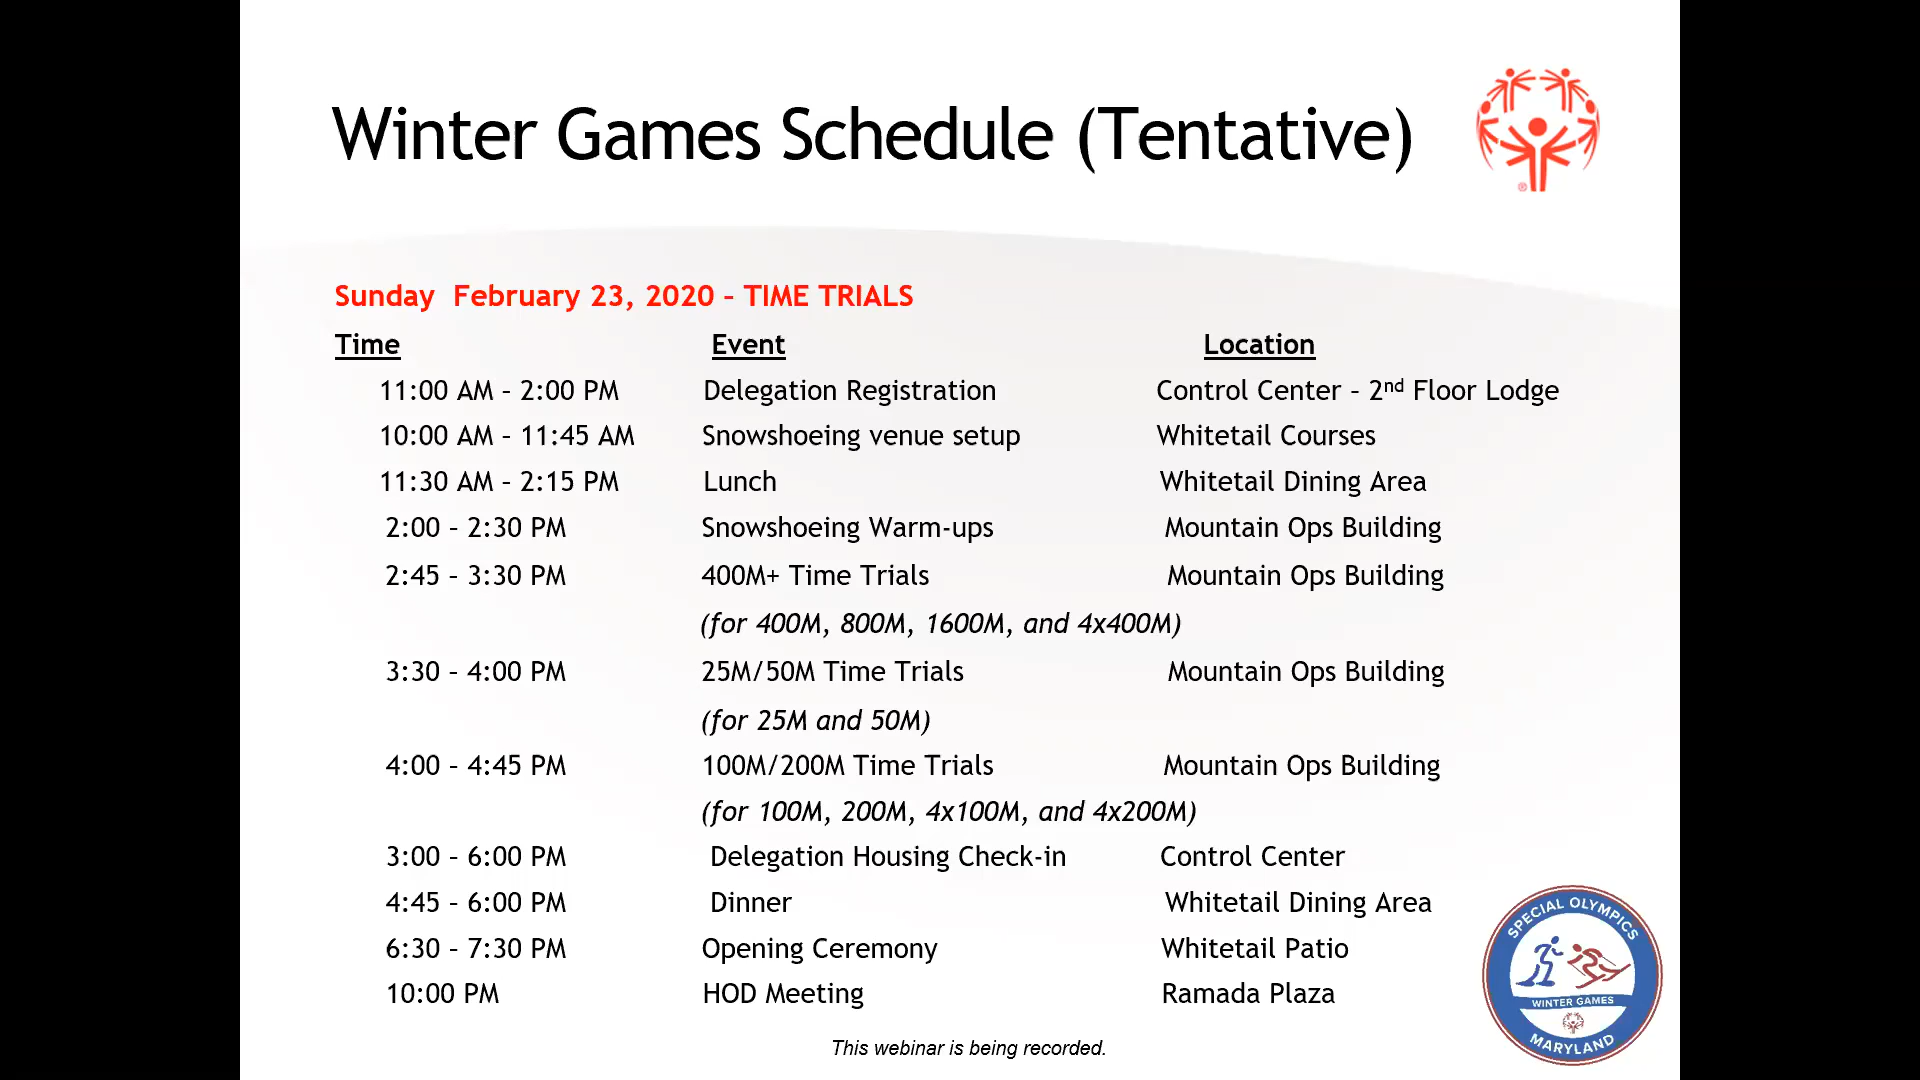 Winter Games Schedule (Tentative)
®
Sunday  February 23, 2020 – TIME TRIALS
Time Event Location
11:00 AM – 2:00 PM Delegation Registration Control Center – 2nd Floor Lodge
10:00 AM – 11:45 AM Snowshoeing venue setup Whitetail Courses
11:30 AM – 2:15 PM Lunch Whitetail Dining Area
2:00 – 2:30 PM Snowshoeing Warm-ups Mountain Ops Building
2:45 – 3:30 PM 400M+ Time Trials Mountain Ops Building
(for 400M, 800M, 1600M, and 4x400M)
3:30 – 4:00 PM 25M/50M Time Trials Mountain Ops Building
(for 25M and 50M)
4:00 – 4:45 PM 100M/200M Time Trials Mountain Ops Building
(for 100M, 200M, 4x100M, and 4x200M)
3:00 – 6:00 PM Delegation Housing Check-in Control Center
4:45 – 6:00 PM Dinner Whitetail Dining Area
6:30 – 7:30 PM Opening Ceremony Whitetail Patio
10:00 PM HOD Meeting Ramada Plaza
SPECIAL OLYMPICS
WINTER GAMES
MARYLAND
This webinar is being recorded.